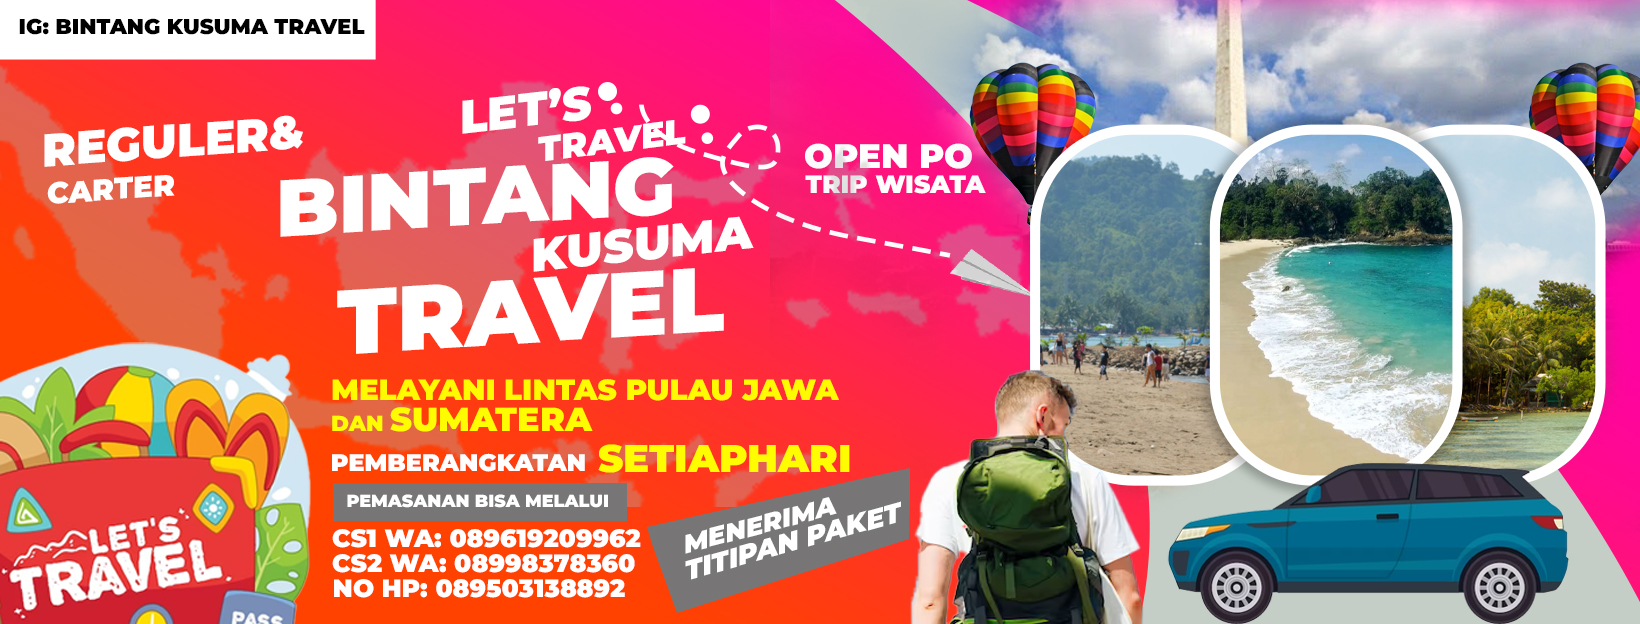 IG: BINTANG KUSUMA TRAVEL
REGULER&
CARTER
LET'S
TRAVEL
BINTANG
KUSUMA
TRAVEL
OPEN PO
TRIP WISATA
MELAYANI LINTAS PULAU JAWA
DAN SUMATERA
PEMBERANGKATAN SETIAPHARI
PEMASANAN BISA MELALUI
CS1 WA: 089619209962
CS2 WA: 08998378360
NO HP: 089503138892
MENERIMA
TITIPAN PAKET
LET'S
TRAVEL
PASS